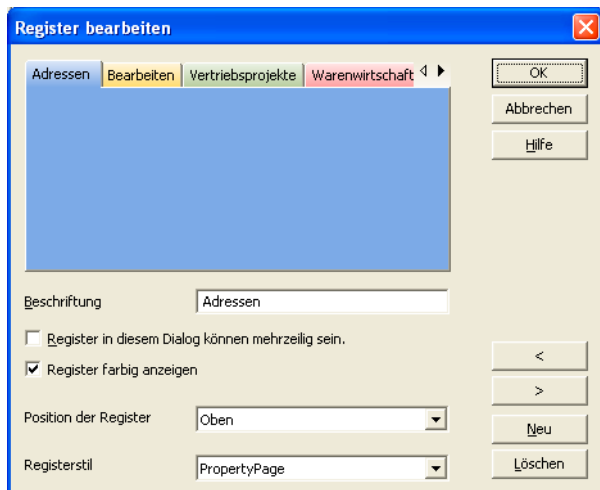 Register bearbeiten
Adressen Bearbeiten Vertriebsprojekte Warenwirtschaft
OK
Abbrechen
Hilfe
Beschriftung Adressen
Register in diesem Dialog können mehrzeilig sein.
Register farbig anzeigen
<
>
Position der Register Oben
Neu
Registerstil PropertyPage
Löschen